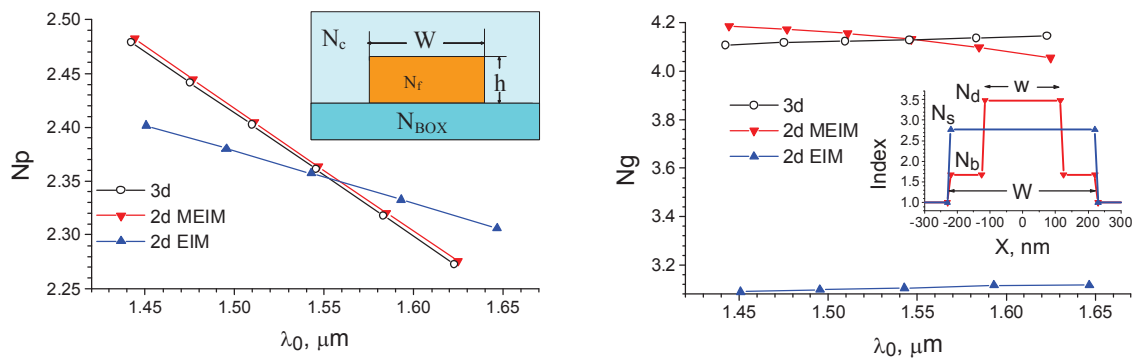 2.50
2.45
2.40
2.35
2.30
2.25
Np
1.45 1.50 1.55 1.60 1.65
λ0, μm
3d
2d MEIM
2d EIM
Nc
W
Nf
h
NBOX
4.2
4.0
3.8
3.6
3.4
3.2
Ng
1.45 1.50 1.55 1.60 1.65
λ0, μm
3d
2d MEIM
2d EIM
3.5
3.0
2.5
2.0
1.5
1.0
Index
-300 -200 -100 0 100 200 300
X, nm
Nd
w
Ns
Nb
W